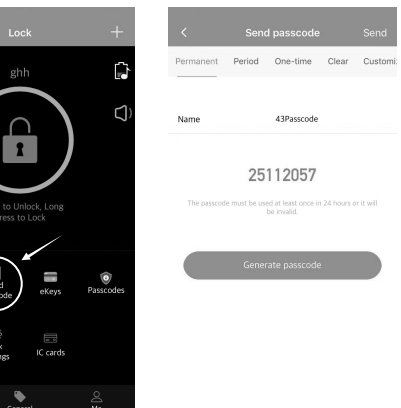 Lock
ghh
to Unlock, Long
ress to Lock
eKeys
Passcodes
IC cards
Send passcode
Send
Permanent
Period
One-time
Clear
Customi
Name
43Passcode
25112057
The passcode must be used at least once in 24 hours or it will
be invalid.
Generate passcode